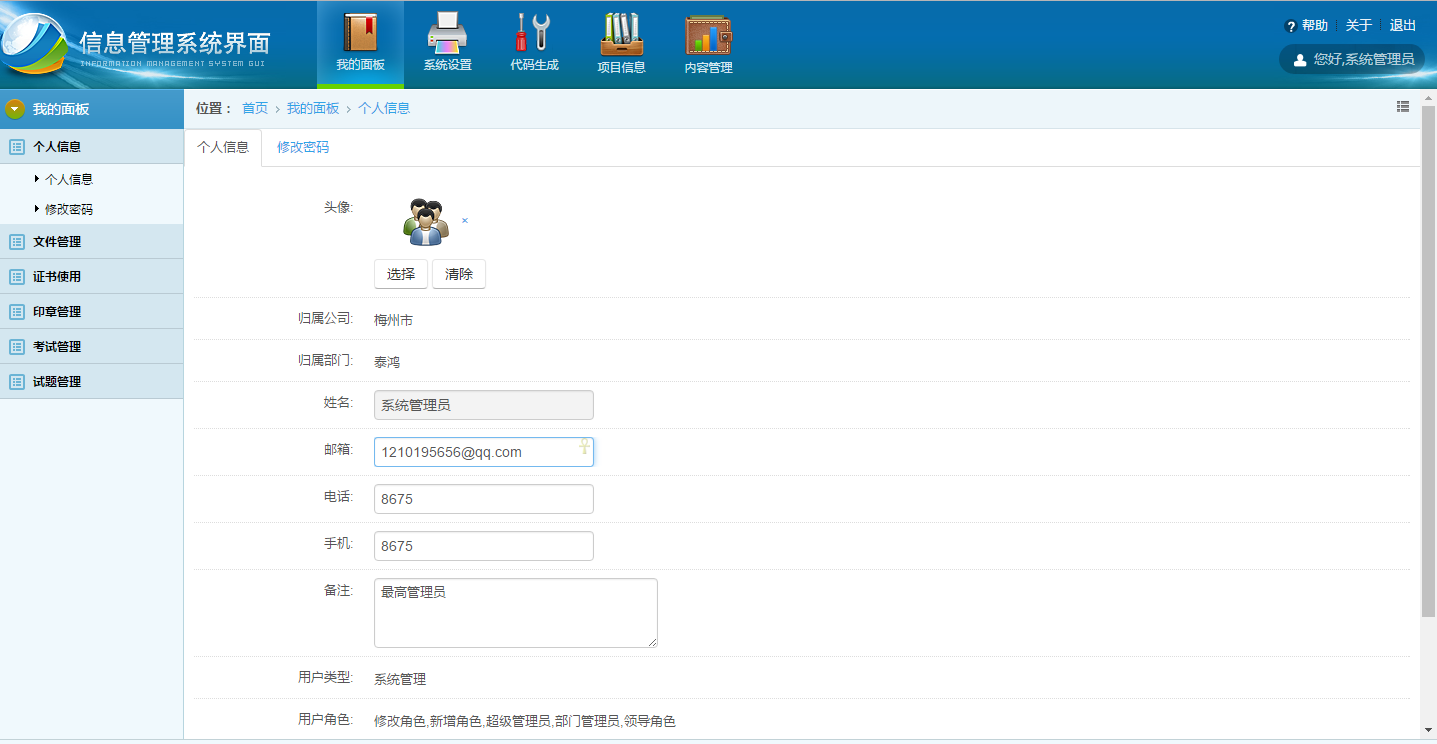 信息管理系统界面
INFORMATION MANAGEMENT SYSTEM GUI
我的面板
系统设置
代码生成
项目信息
内容管理
帮助 关于 退出
您好,系统管理员
我的面板
个人信息
个人信息
修改密码
文件管理
证书使用
印章管理
考试管理
试题管理
位置: 首页 › 我的面板 › 个人信息
个人信息 修改密码
头像:
×
选择 清除
归属公司: 梅州市
归属部门: 泰鸿
姓名: 系统管理员
邮箱: 1210195656@qq.com
电话: 8675
手机: 8675
备注: 最高管理员
用户类型: 系统管理
用户角色: 修改角色,新增角色,超级管理员,部门管理员,领导角色